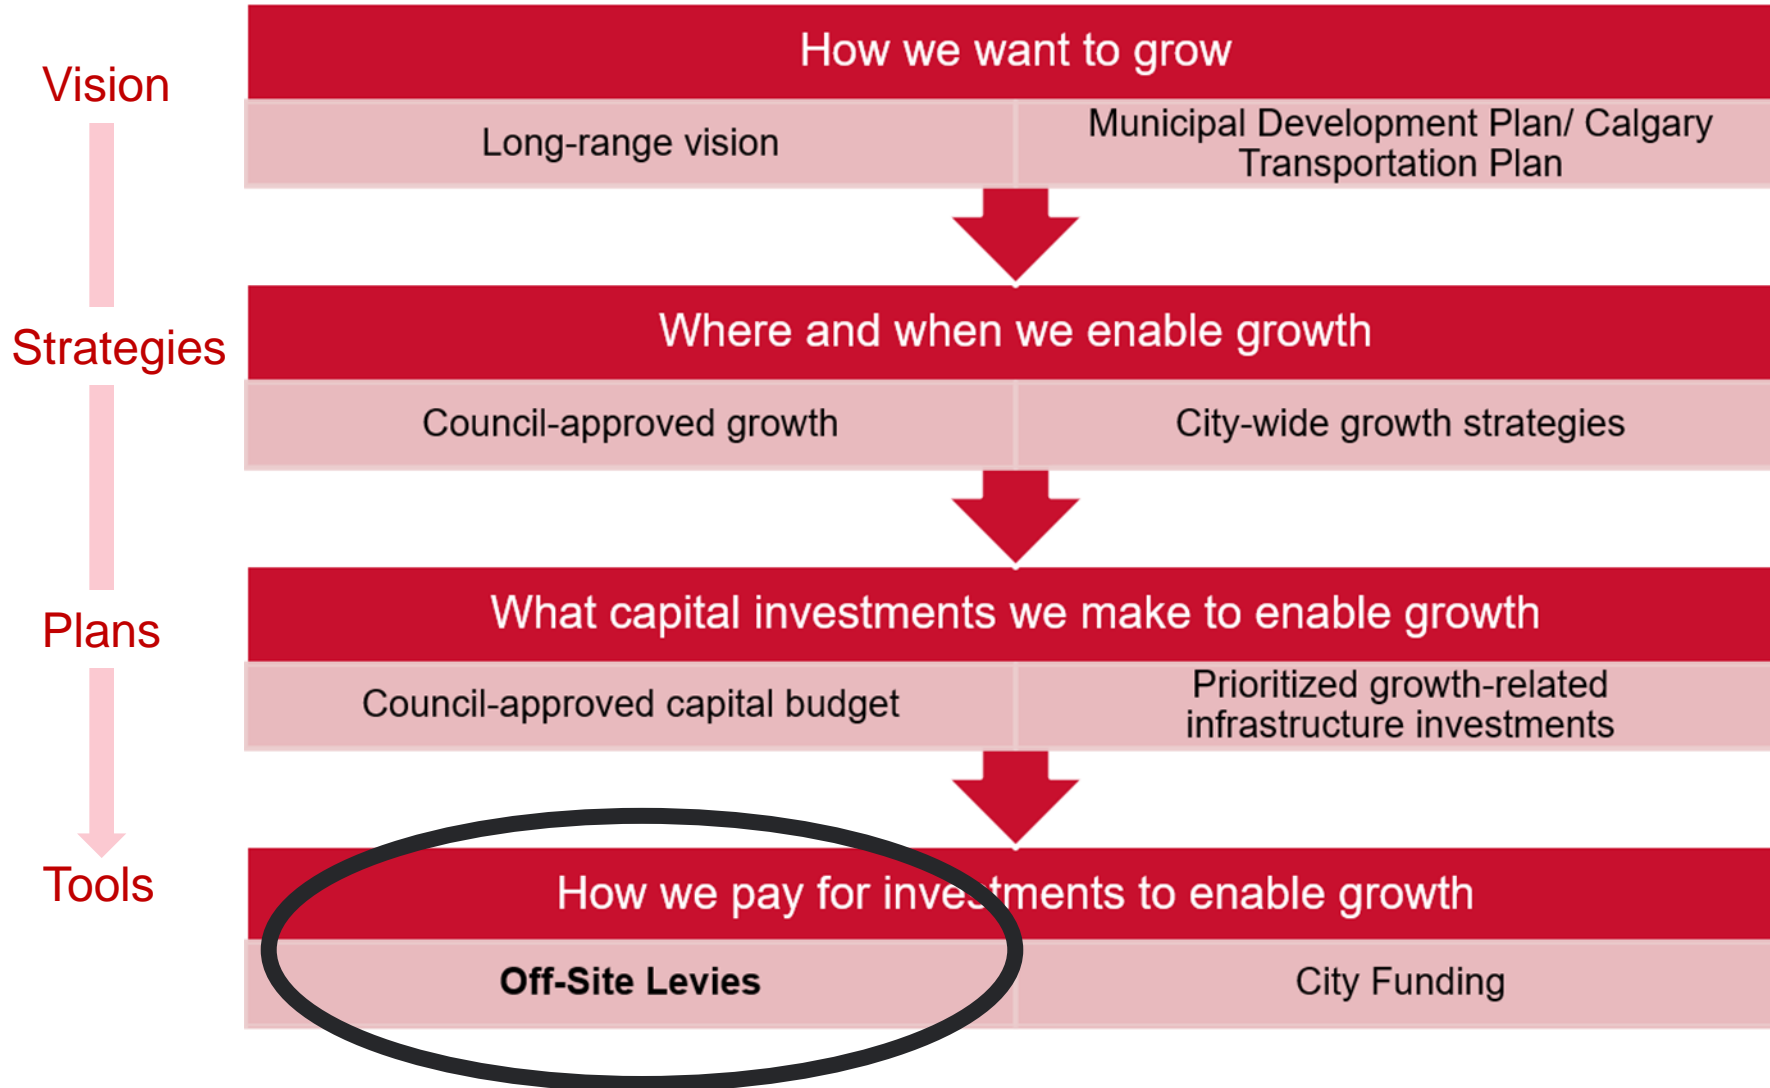 Vision
How we want to grow
Long-range vision
Municipal Development Plan/ Calgary
Transportation Plan
Strategies
Where and when we enable growth
Council-approved growth
City-wide growth strategies
Plans
What capital investments we make to enable growth
Council-approved capital budget
Prioritized growth-related
infrastructure investments
Tools
How we pay for investments to enable growth
Off-Site Levies
City Funding